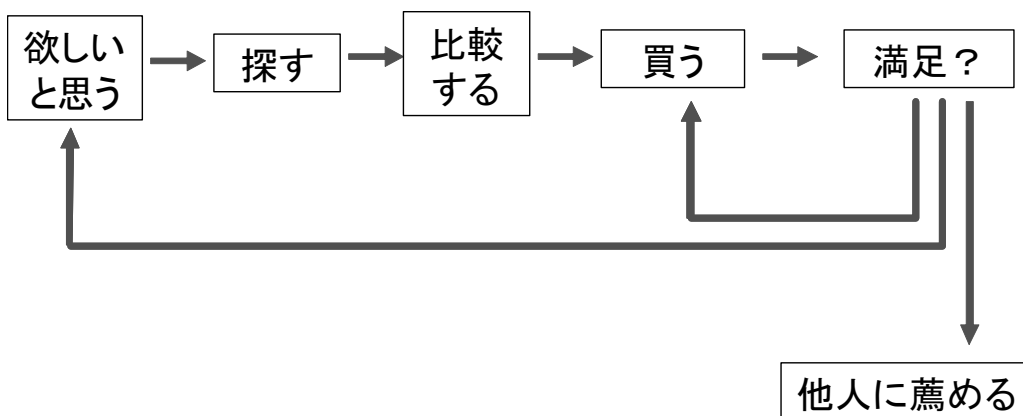 欲しい
と思う
探す
比較
する
買う
満足？
他人に薦める